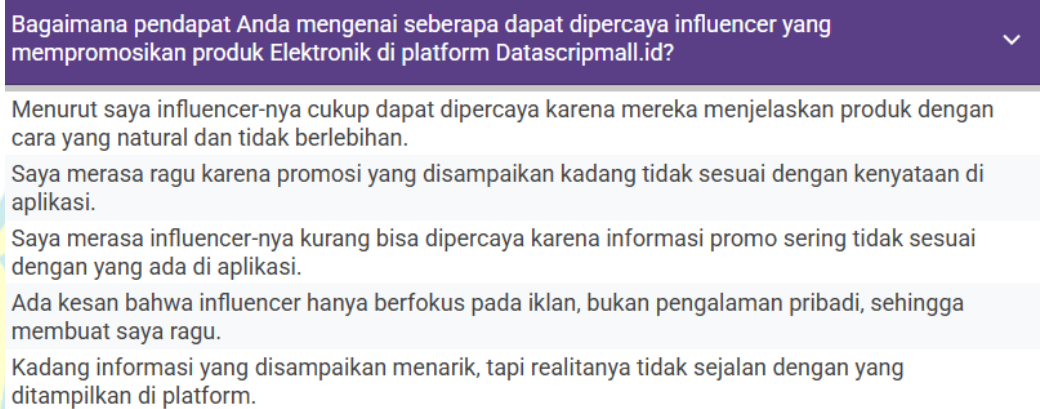 Bagaimana pendapat Anda mengenai seberapa dapat dipercaya influencer yang
mempromosikan produk Elektronik di platform Datascripmall.id?
Menurut saya influencer-nya cukup dapat dipercaya karena mereka menjelaskan produk dengan
cara yang natural dan tidak berlebihan.
Saya merasa ragu karena promosi yang disampaikan kadang tidak sesuai dengan kenyataan di
aplikasi.
Saya merasa influencer-nya kurang bisa dipercaya karena informasi promo sering tidak sesuai
dengan yang ada di aplikasi.
Ada kesan bahwa influencer hanya berfokus pada iklan, bukan pengalaman pribadi, sehingga
membuat saya ragu.
Kadang informasi yang disampaikan menarik, tapi realitanya tidak sejalan dengan yang
ditampilkan di platform.